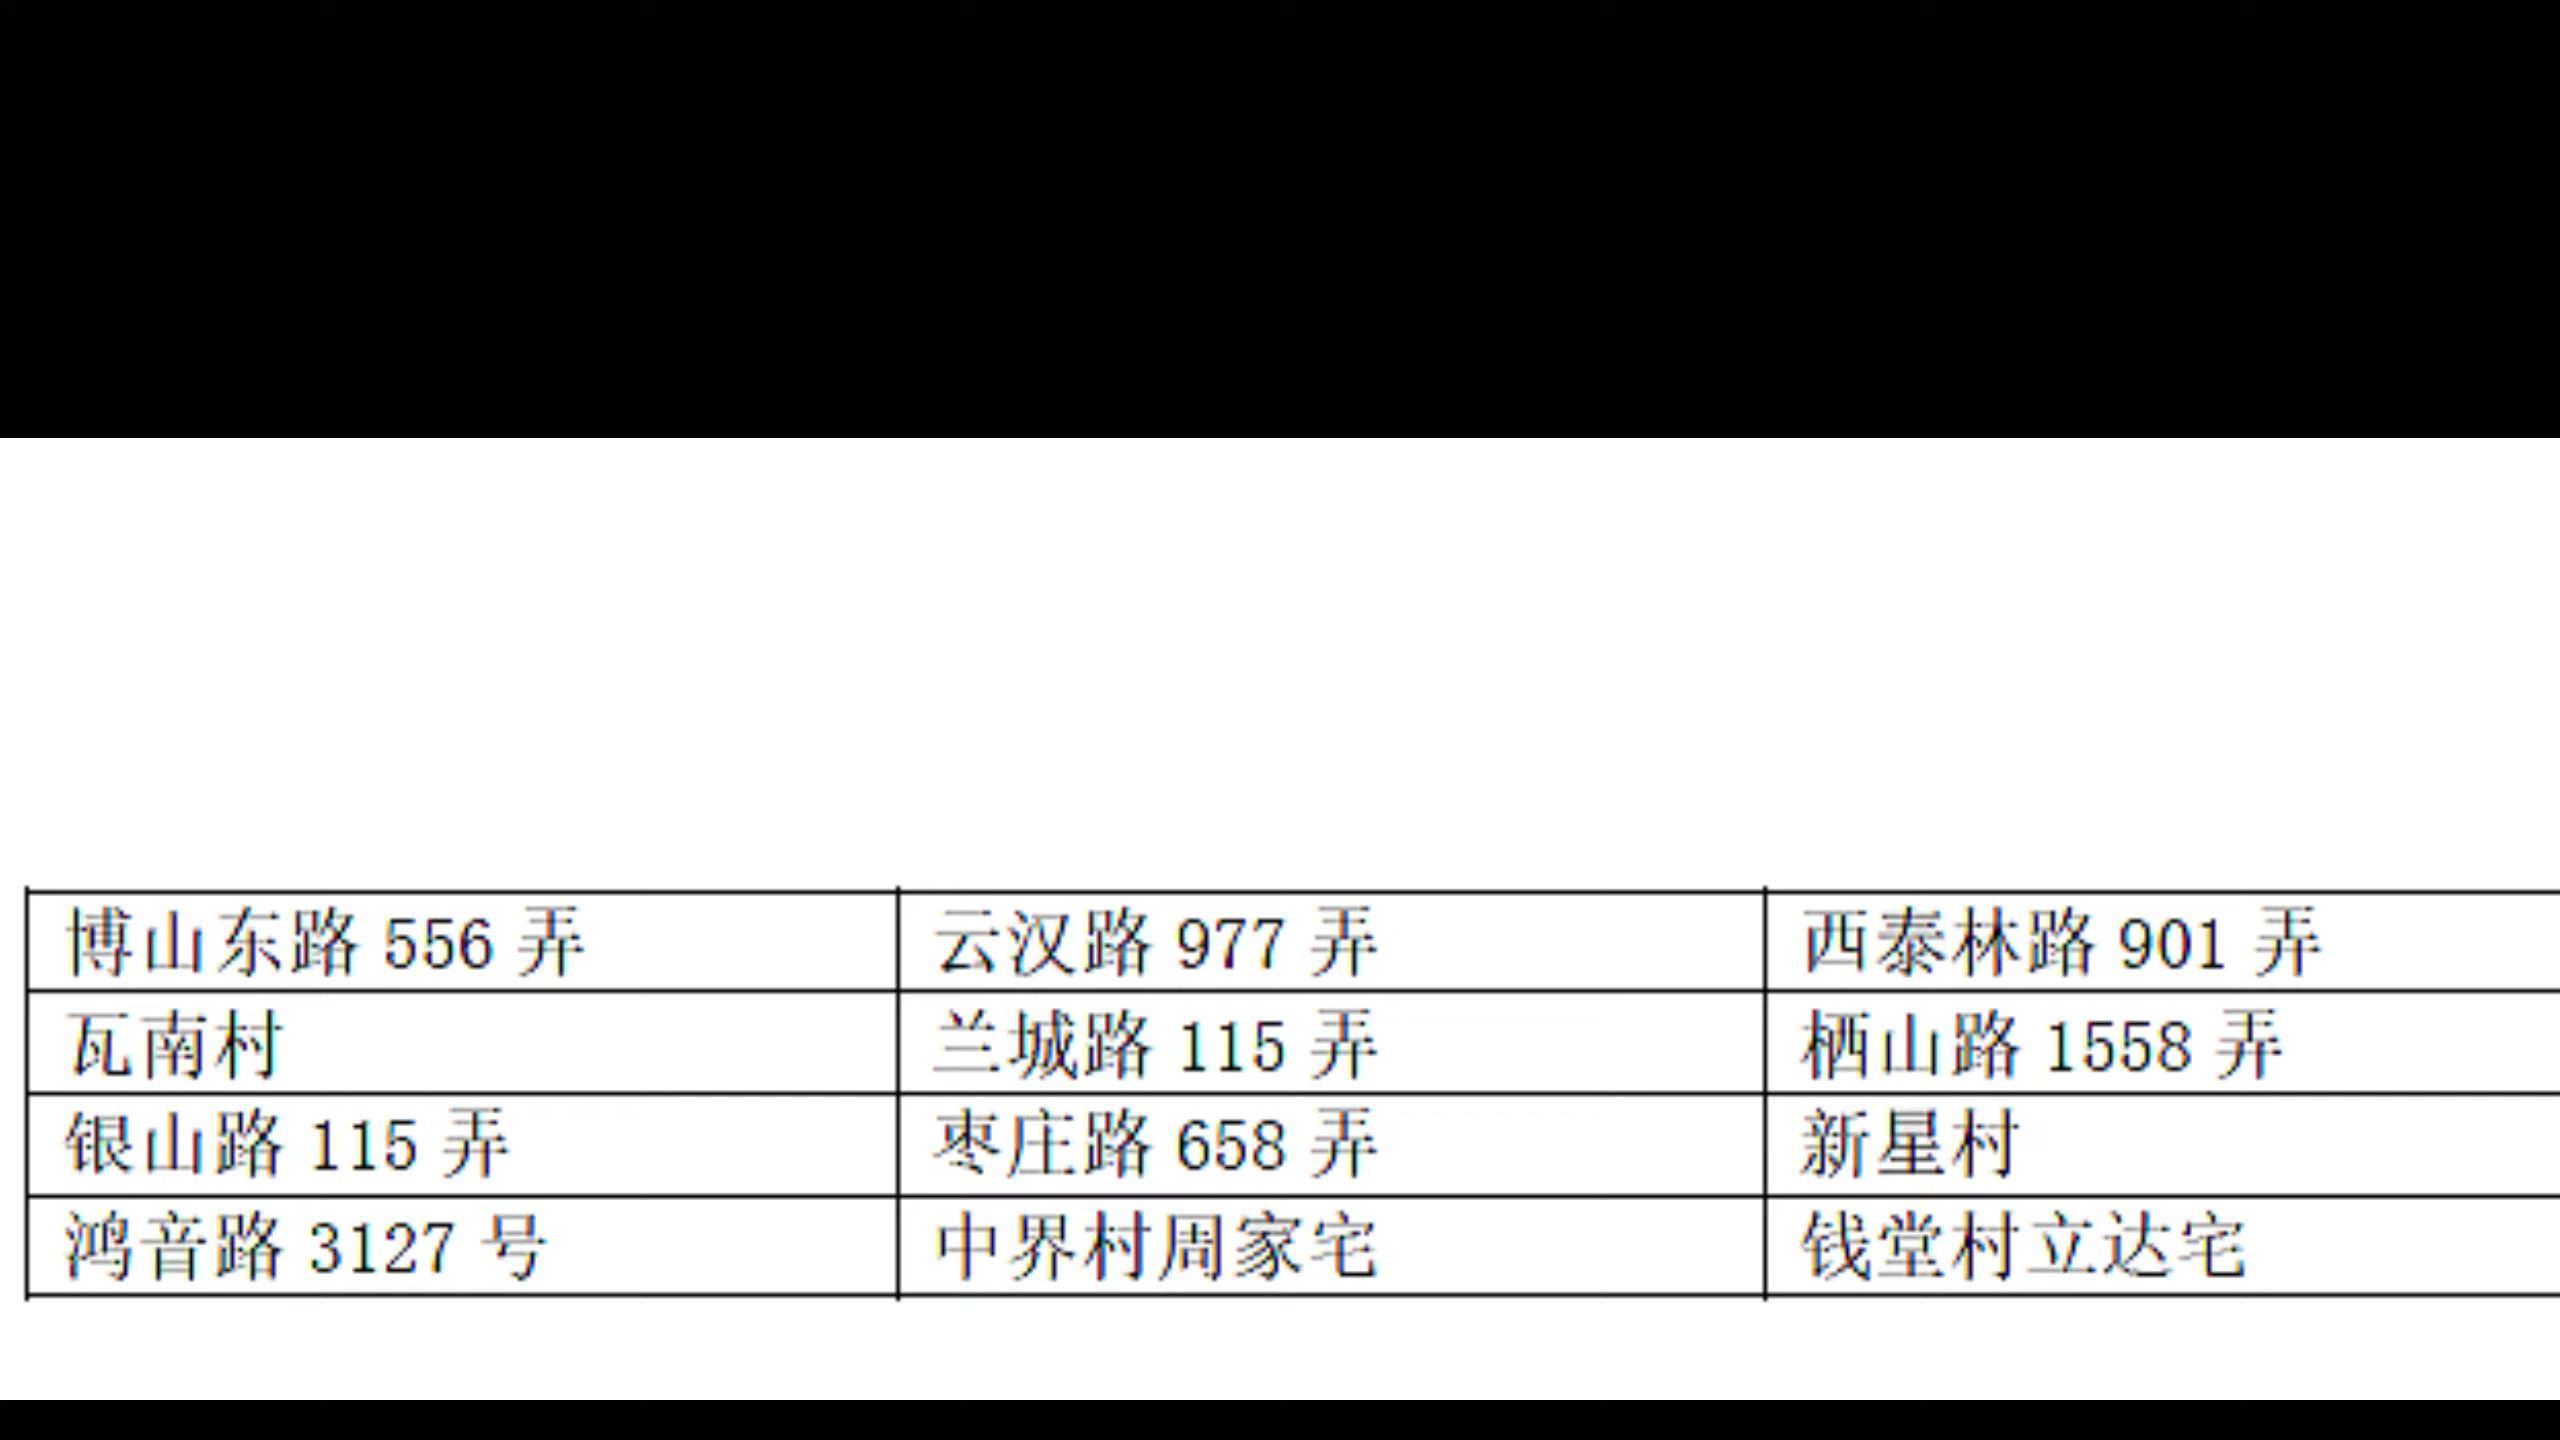 博山东路 556 弄 云汉路 977 弄 西泰林路 901 弄
瓦南村 兰城路 115 弄 栖山路 1558 弄
银山路 115 弄 枣庄路 658 弄 新星村
鸿音路 3127 号 中界村周家宅 钱堂村立达宅